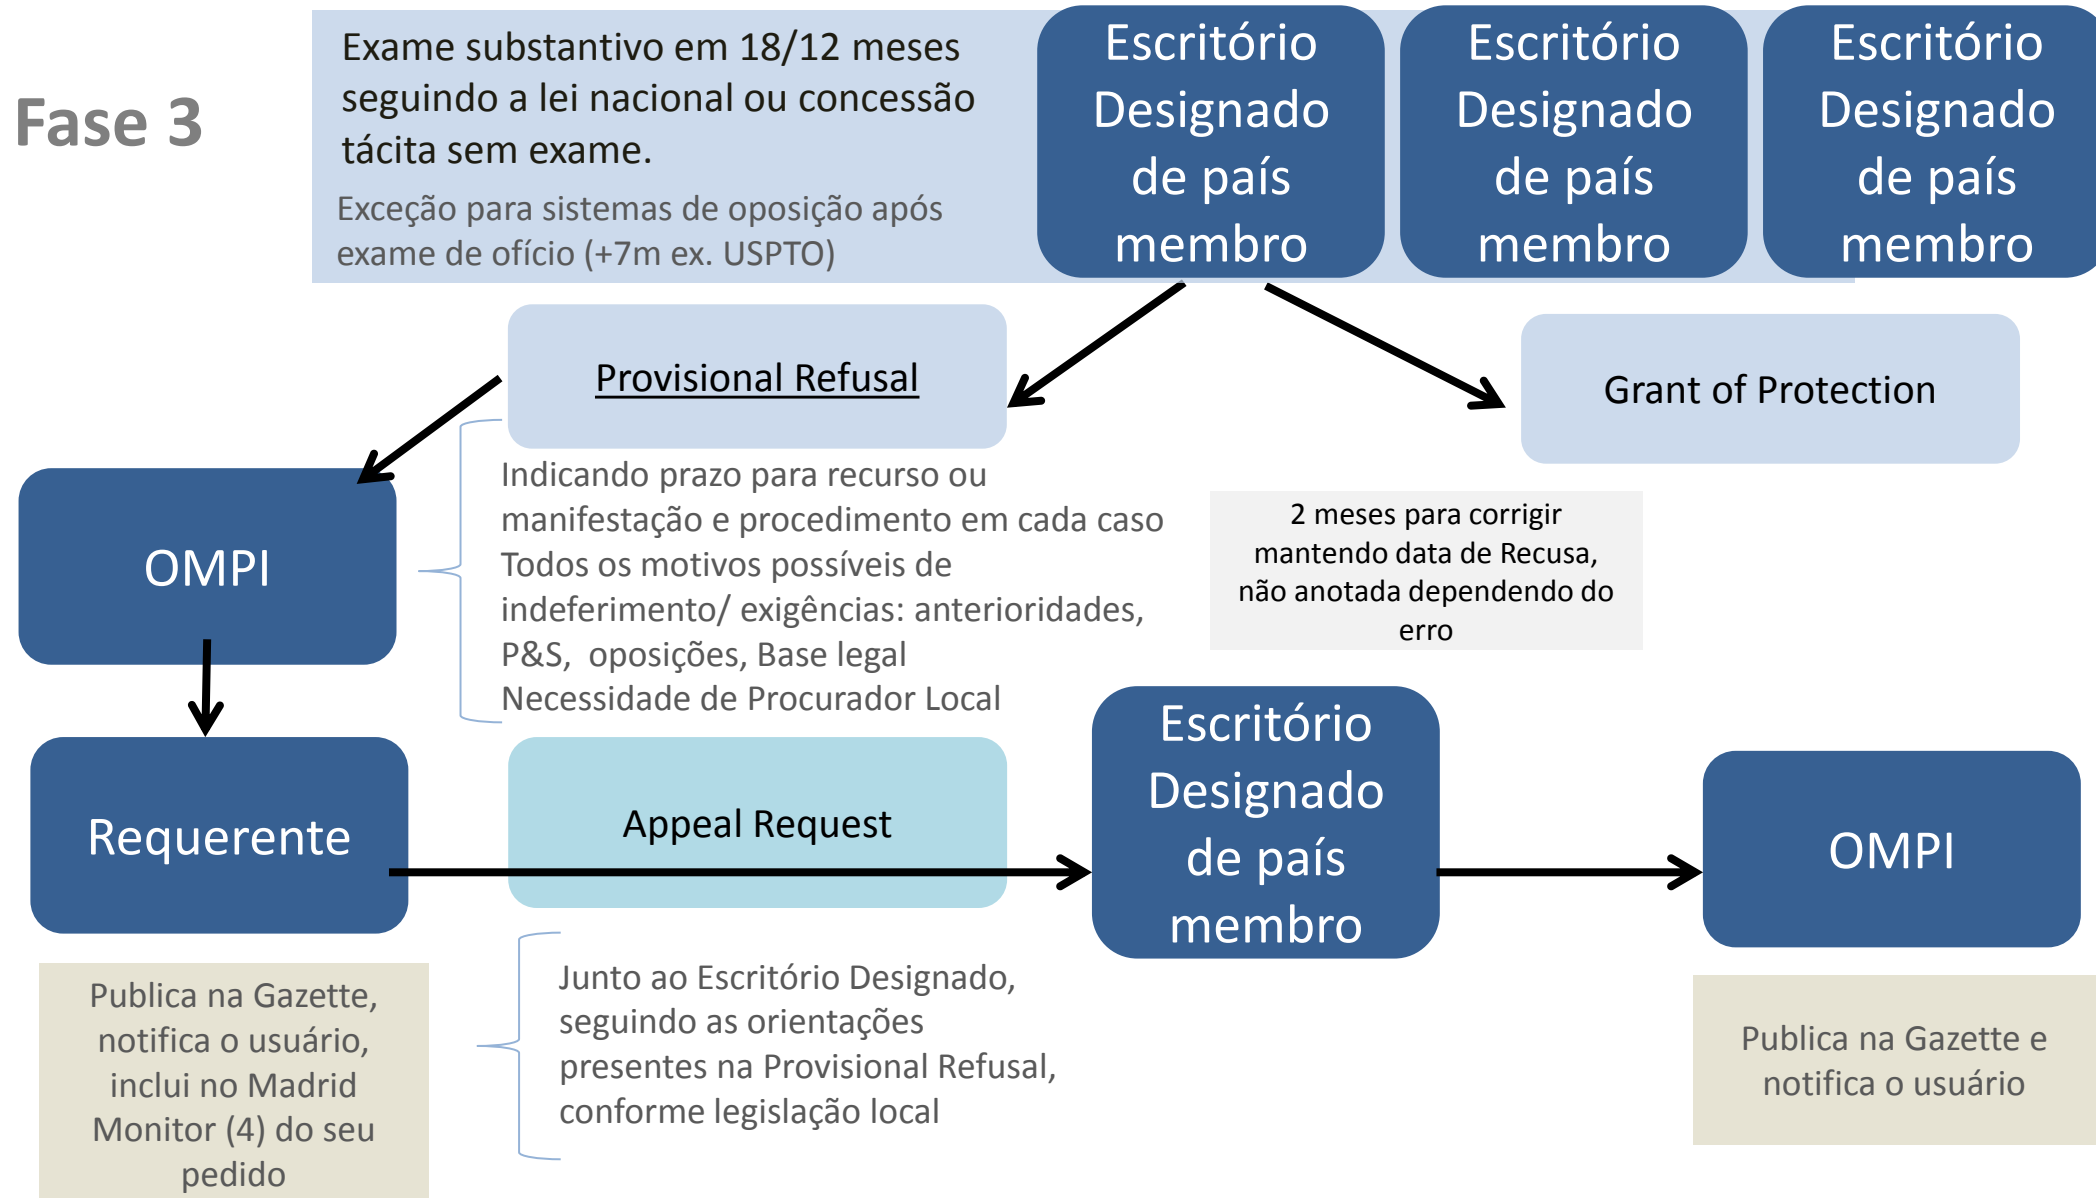 Fase 3
Exame substantivo em 18/12 meses
seguindo a lei nacional ou concessão
tácita sem exame.
Exceção para sistemas de oposição após
exame de ofício (+7m ex. USPTO)
Escritório
Designado
de país
membro
Escritório
Designado
de país
membro
Escritório
Designado
de país
membro
Provisional Refusal
Grant of Protection
OMPI
Indicando prazo para recurso ou
manifestação e procedimento em cada caso
Todos os motivos possíveis de
indeferimento/ exigências: anterioridades,
P&S, oposições, Base legal
Necessidade de Procurador Local
2 meses para corrigir
mantendo data de Recusa,
não anotada dependendo do
erro
Requerente
Appeal Request
Escritório
Designado
de país
membro
OMPI
Publica na Gazette,
notifica o usuário,
inclui no Madrid
Monitor (4) do seu
pedido
Junto ao Escritório Designado,
seguindo as orientações
presentes na Provisional Refusal,
conforme legislação local
Publica na Gazette e
notifica o usuário